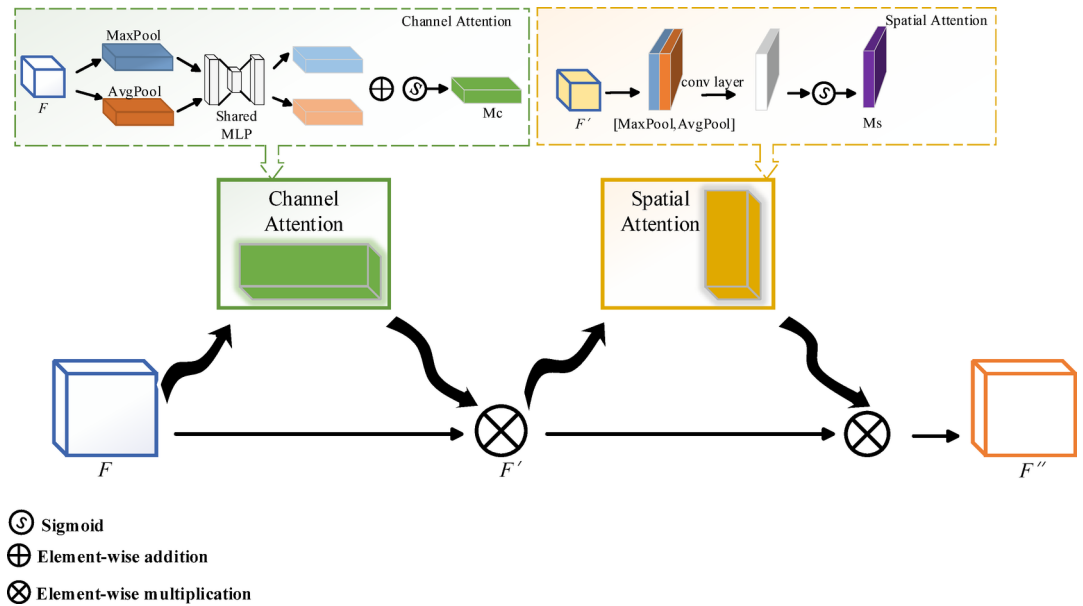 Channel Attention
MaxPool
F
AvgPool
Shared
MLP
S
Mc
Spatial Attention
F′
[MaxPool,AvgPool]
conv layer
S
Ms
Channel
Attention
Spatial
Attention
F
F′
F′′
S Sigmoid
Element-wise addition
Element-wise multiplication